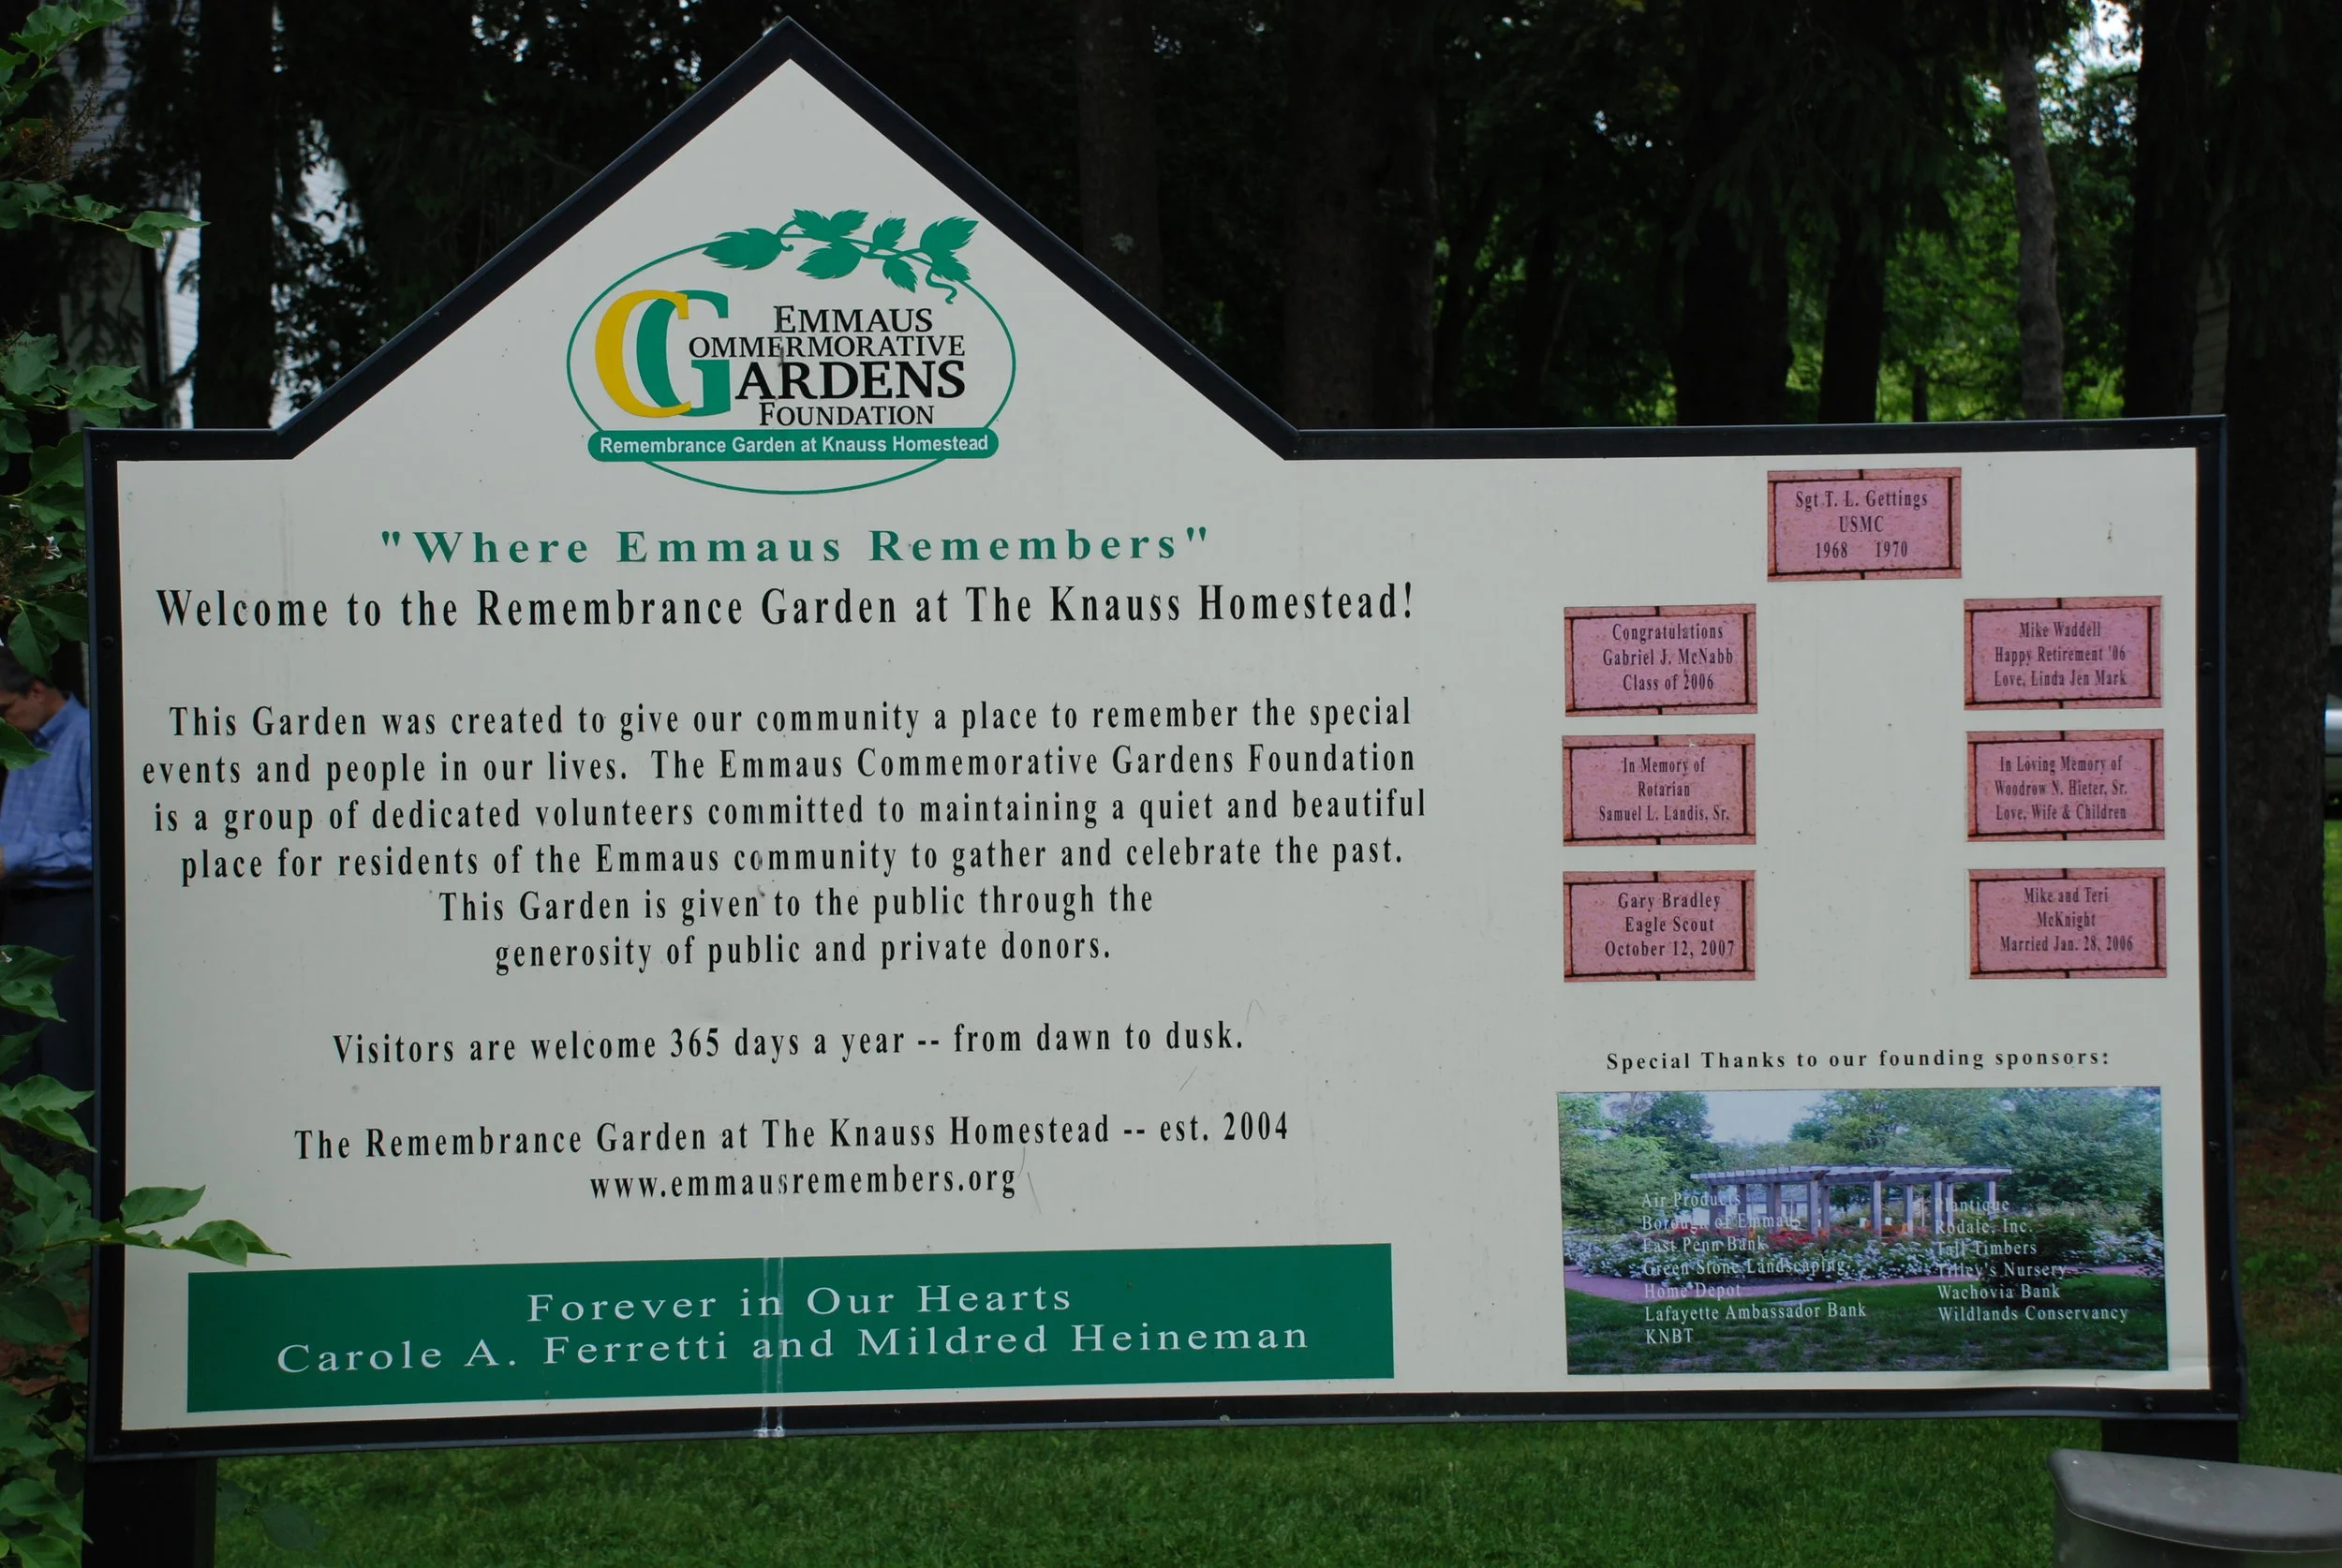 EMMAUS
COMMERMORATIVE
GARDENS
FOUNDATION
Remembrance Garden at Knauss Homestead
"Where Emmaus Remembers"
Welcome to the Remembrance Garden at The Knauss Homestead!
This Garden was created to give our community a place to remember the special
events and people in our lives. The Emmaus Commemorative Gardens Foundation
is a group of dedicated volunteers committed to maintaining a quiet and beautiful
place for residents of the Emmaus community to gather and celebrate the past.
This Garden is given to the public through the
generosity of public and private donors.
Visitors are welcome 365 days a year -- from dawn to dusk.
The Remembrance Garden at The Knauss Homestead -- est. 2004
www.emmausremembers.org
Forever in Our Hearts
Carole A. Ferretti and Mildred Heineman
Sgt T. L. Gettings
USMC
1968 1970
Congratulations
Gabriel J. McNabb
Class of 2006
Mike Waddell
Happy Retirement '06
Love, Linda Jen Mark
In Memory of
Rotarian
Samuel L. Landis, Sr.
In Loving Memory of
Woodrow N. Hieter, Sr.
Love, Wife & Children
Gary Bradley
Eagle Scout
October 12, 2007
Mike and Teri
McKnight
Married Jan. 28, 2006
Special Thanks to our founding sponsors:
Air Products
Borough of Emmaus
East Penn Bank
Green Stone Landscaping
Home Depot
Lafayette Ambassador Bank
KNBT
Plantique
Rodale, Inc.
Tall Timbers
Tilley's Nursery
Wachovia Bank
Wildlands Conservancy